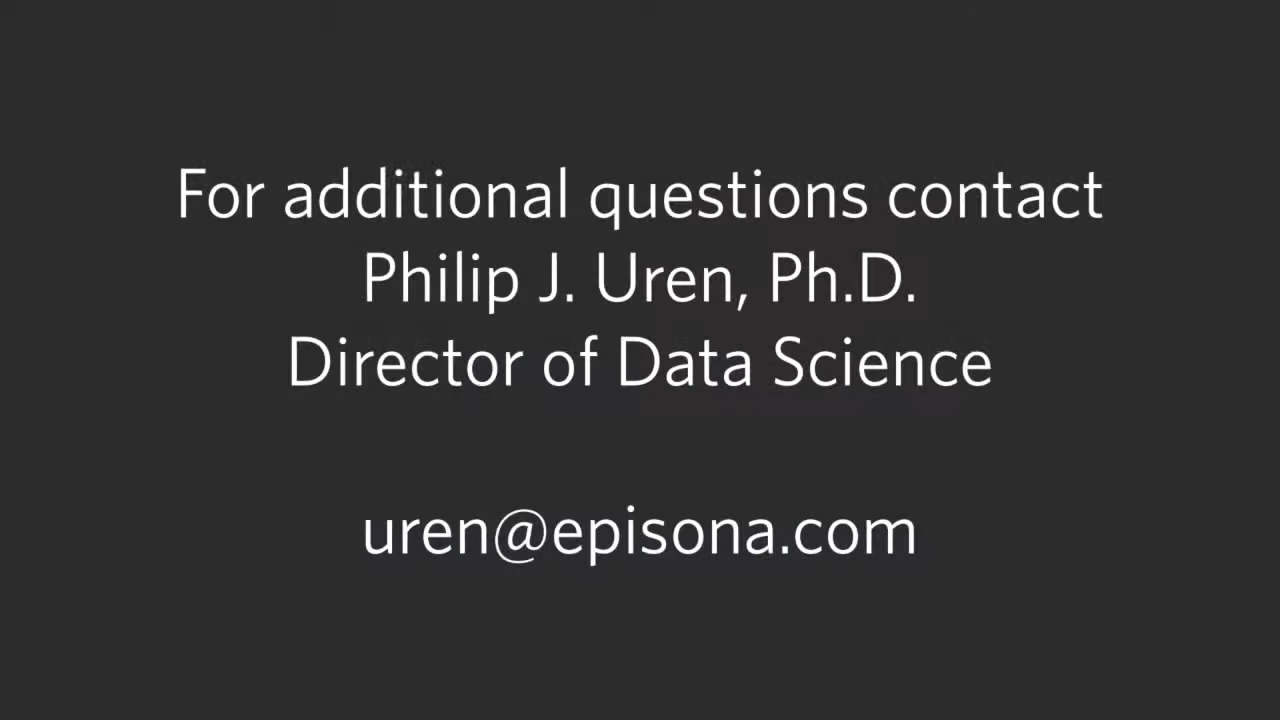 For additional questions contact
Philip J. Uren, Ph.D.
Director of Data Science
uren@episona.com